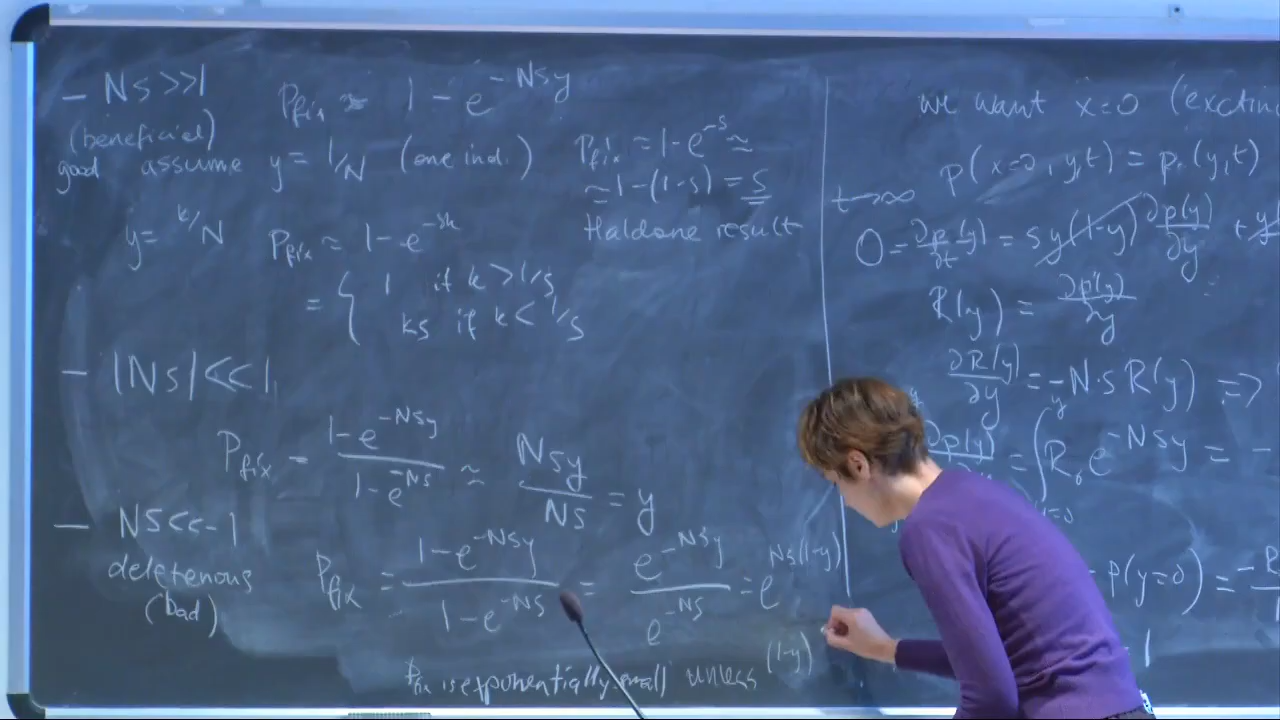 - Ns>>1 P_fix ≈ 1 - e^{-Nsy}
(beneficial)
good assume y = 1/N (one ind.) P_fix ≈ 1-e^{-s} ≈
≈ 1-(1-s) = s
Haldane result
y = k/N P_fix ≈ 1-e^{-sk}
= { 1 if k > 1/s
ks if k < 1/s
- |Ns|<<1
P_fix = (1-e^{-Nsy})/(1-e^{-Ns}) ≈ Nsy/Ns = y
- Ns<<-1
deleterious
(bad)
P_fix = (1-e^{-Nsy})/(1-e^{-Ns}) = e^{-Nsy}/e^{-Ns} = e^{Ns(1-y)}
P_fix is exponentially small unless (1-y)
we want x=0 (extinc
p(x=0,y,t) = p_0(y,t)
t→∞
0 = ∂p(y)/∂t = sy(1-y) ∂p(y)/∂y + y
R(y) = ∂p(y)/∂y
∂R(y)/∂y = -N·s R(y) =>
∂p(y) = ∫ R_0 e^{-Nsy} = -
y=0
p(y=0) = -R